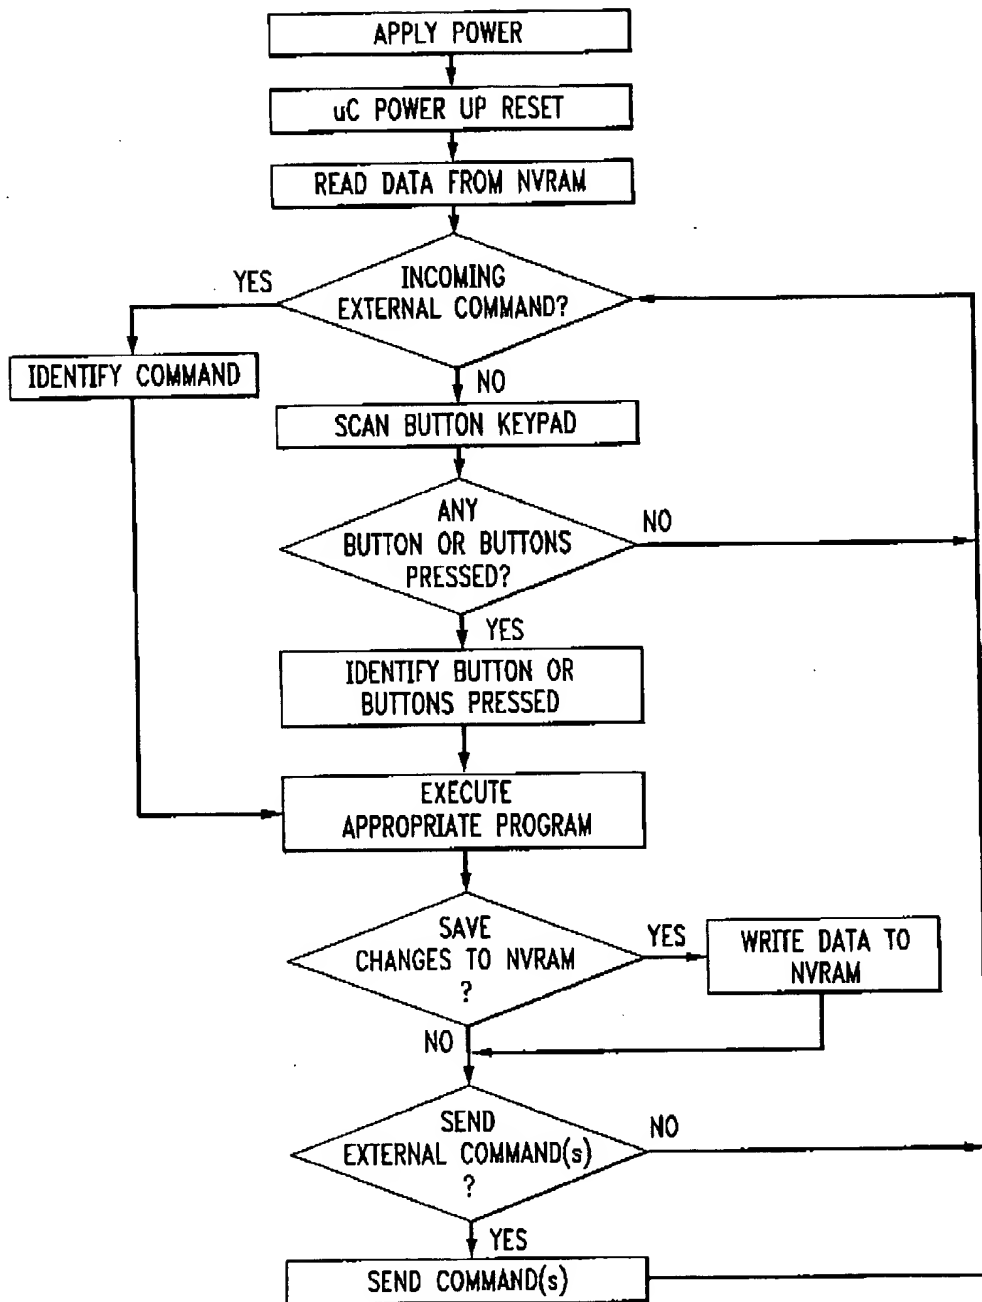 APPLY POWER
uC POWER UP RESET
READ DATA FROM NVRAM
INCOMING
EXTERNAL COMMAND?
YES
IDENTIFY COMMAND
NO
SCAN BUTTON KEYPAD
ANY
BUTTON OR BUTTONS
PRESSED?
NO
YES
IDENTIFY BUTTON OR
BUTTONS PRESSED
EXECUTE
APPROPRIATE PROGRAM
SAVE
CHANGES TO NVRAM
?
YES
WRITE DATA TO
NVRAM
NO
SEND
EXTERNAL COMMAND(s)
?
NO
YES
SEND COMMAND(s)